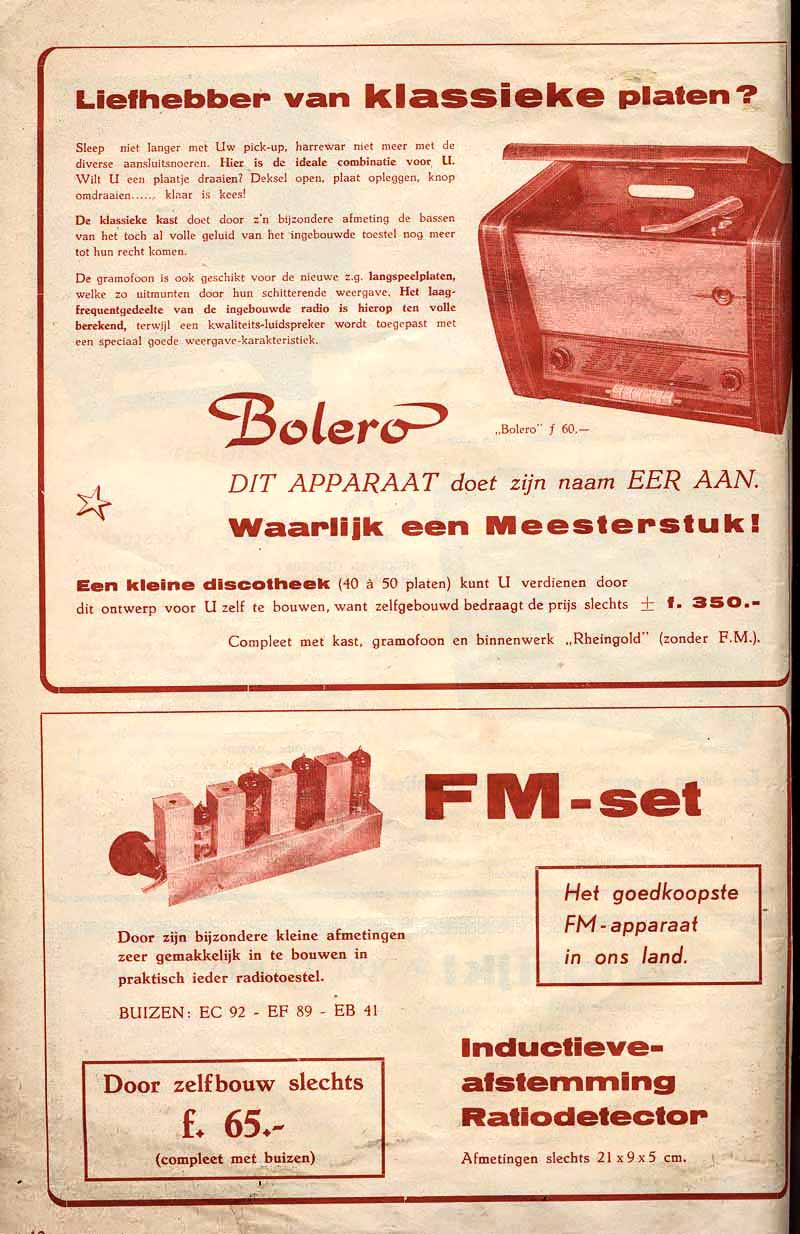 Liefhebber van klassieke platen?
Sleep niet langer met Uw pick-up, harrewar niet meer met de
diverse aansluitsnoeren. Hier is de ideale combinatie voor U.
Wilt U een plaatje draaien? Deksel open, plaat opleggen, knop
omdraaien...... klaar is kees!
De klassieke kast doet door z'n bijzondere afmeting de bassen
van het toch al volle geluid van het ingebouwde toestel nog meer
tot hun recht komen.
De gramofoon is ook geschikt voor de nieuwe z.g. langspeelplaten,
welke zo uitmunten door hun schitterende weergave. Het laag-
frequentgedeelte van de ingebouwde radio is hierop ten volle
berekend, terwijl een kwaliteits-luidspreker wordt toegepast met
een speciaal goede weergave-karakteristiek.
Bolero
„Bolero" f 60,—
DIT APPARAAT doet zijn naam EER AAN.
Waarlijk een Meesterstuk!
Een kleine discotheek (40 à 50 platen) kunt U verdienen door
dit ontwerp voor U zelf te bouwen, want zelfgebouwd bedraagt de prijs slechts ± f. 350.-
Compleet met kast, gramofoon en binnenwerk „Rheingold" (zonder F.M.).
FM-set
Het goedkoopste
FM-apparaat
in ons land.
Door zijn bijzondere kleine afmetingen
zeer gemakkelijk in te bouwen in
praktisch ieder radiotoestel.
BUIZEN: EC 92 - EF 89 - EB 41
Door zelfbouw slechts
f. 65.-
(compleet met buizen)
Inductieve-
afstemming
Ratiodetector
Afmetingen slechts 21 x 9 x 5 cm.